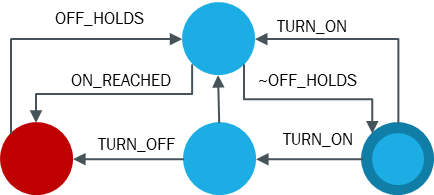 OFF_HOLDS
TURN_ON
ON_REACHED
~OFF_HOLDS
TURN_OFF
TURN_ON